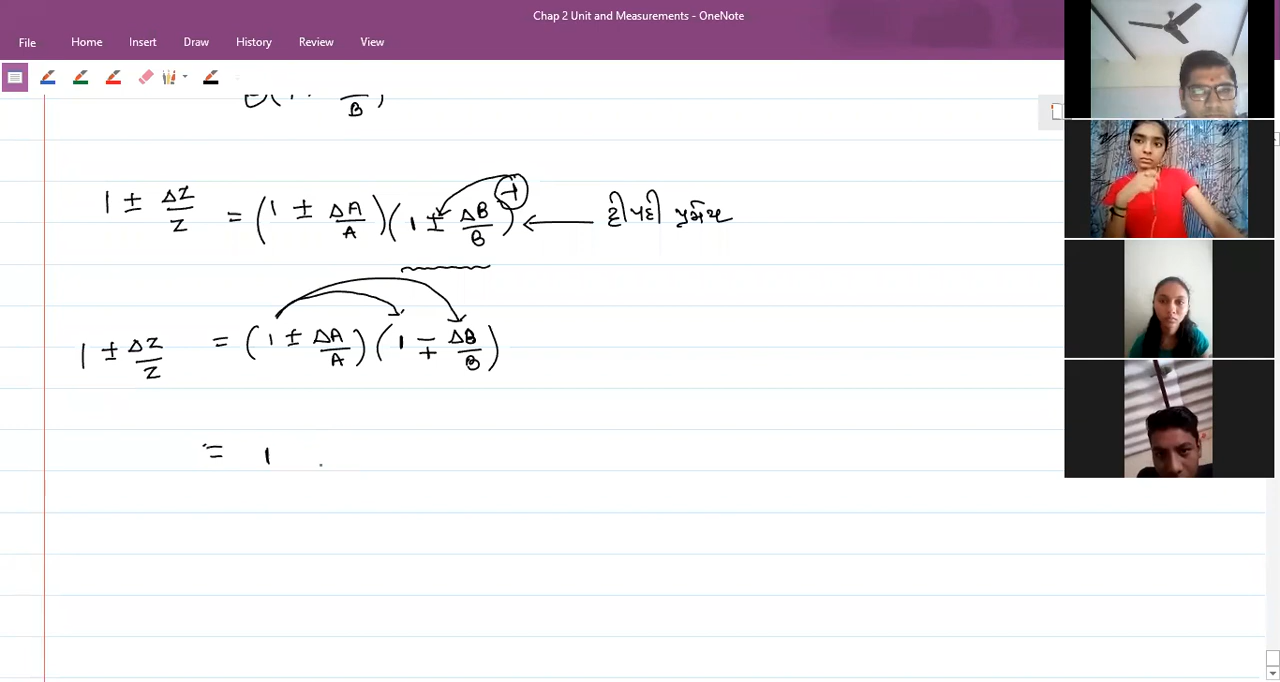 Chap 2 Unit and Measurements - OneNote
File Home Insert Draw History Review View
B
1 ± ΔZ/Z = (1 ± ΔA/A)(1 ± ΔB/B)⁻¹ ← દ્વીપદી
1 ± ΔZ/Z = (1 ± ΔA/A)(1 ∓ ΔB/B)
= 1